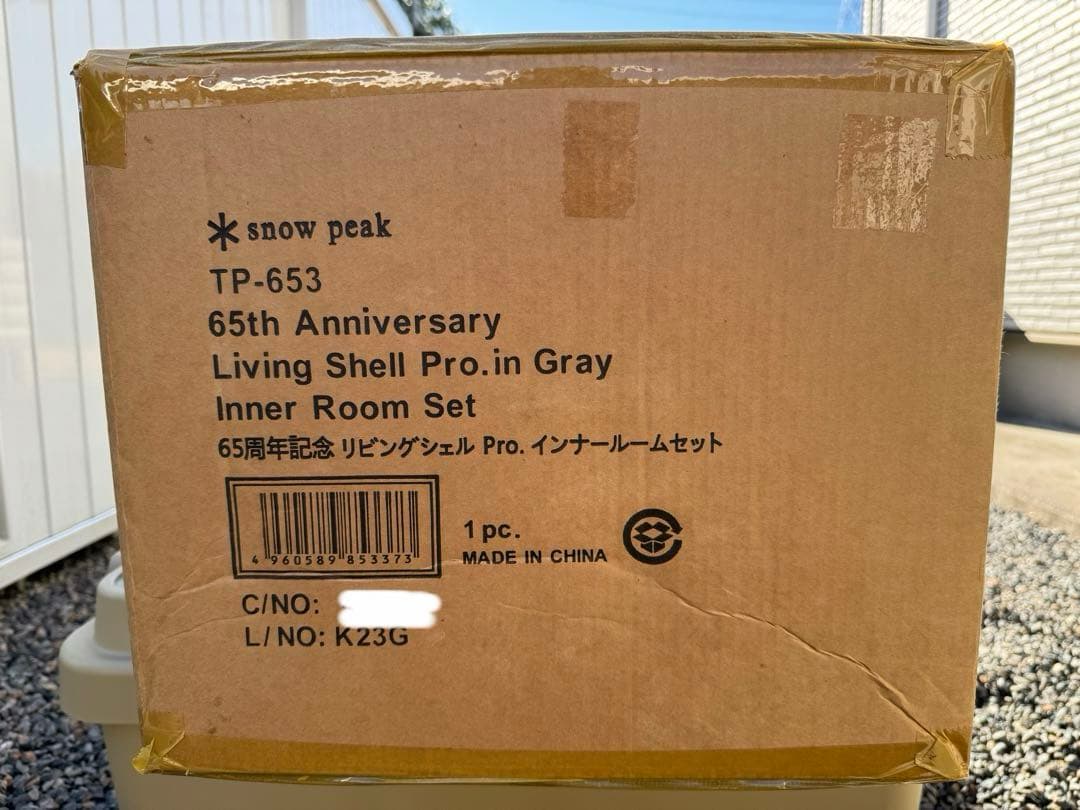 snow peak
TP-653
65th Anniversary
Living Shell Pro.in Gray
Inner Room Set
65周年記念 リビングシェル Pro. インナールームセット
4 960589 853373
1 pc.
MADE IN CHINA
C/NO:
L/NO: K23G